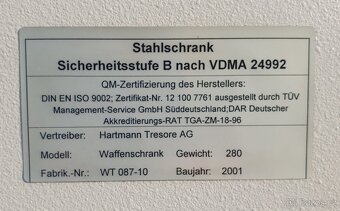 Stahlschrank
Sicherheitsstufe B nach VDMA 24992
QM-Zertifizierung des Herstellers:
DIN EN ISO 9002; Zertifikat-Nr. 12 100 7761 ausgestellt durch TÜV
Management-Service GmbH Süddeutschland;DAR Deutscher
Akkreditierungs-RAT TGA-ZM-18-96
Vertreiber: Hartmann Tresore AG
Modell: Waffenschrank Gewicht: 280
Fabrik.-Nr.: WT 087-10 Baujahr: 2001